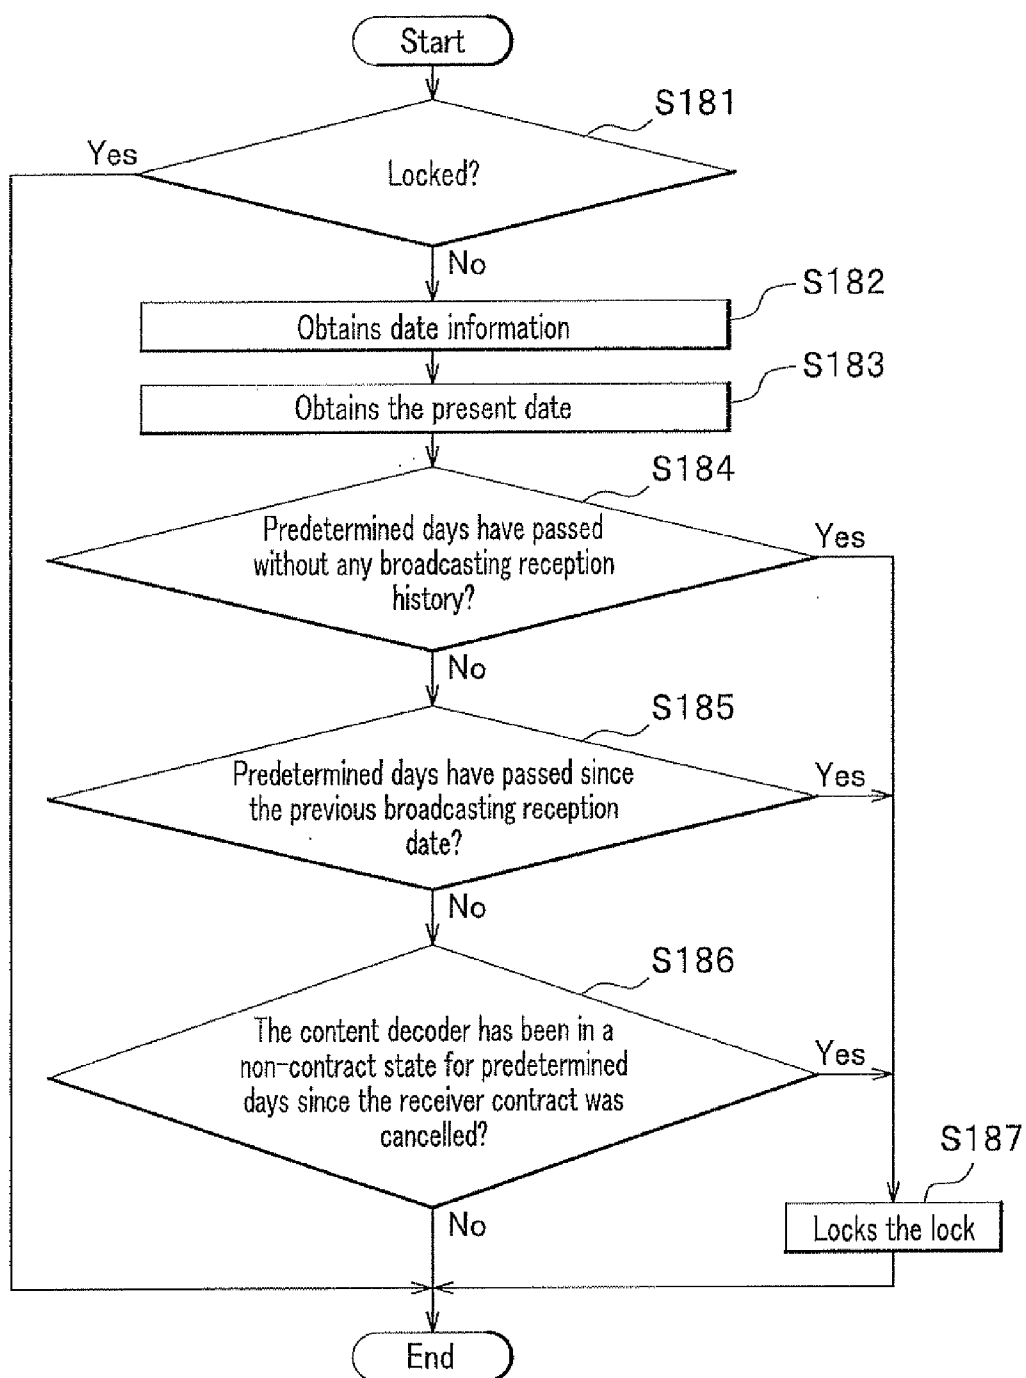 Start
S181
Yes
Locked?
No
S182
Obtains date information
S183
Obtains the present date
S184
Predetermined days have passed
without any broadcasting reception
history?
Yes
No
S185
Predetermined days have passed since
the previous broadcasting reception
date?
Yes
No
S186
The content decoder has been in a
non-contract state for predetermined
days since the receiver contract was
cancelled?
Yes
No
S187
Locks the lock
End